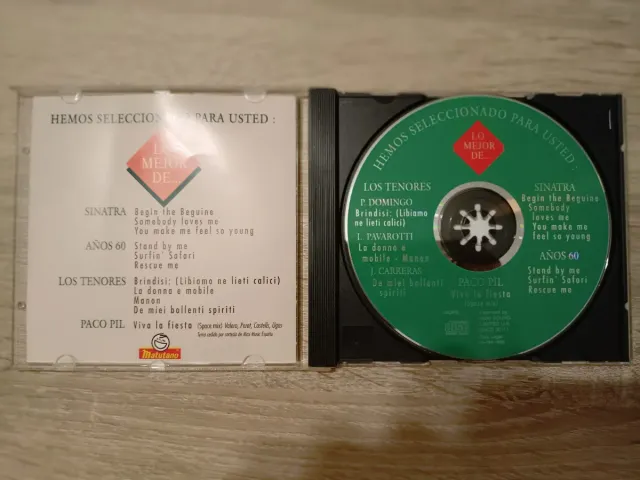 HEMOS SELECCIONADO PARA USTED :
LO
MEJOR
DE...
SINATRA Begin the Beguine
Somebody loves me
You make me feel so young
AÑOS 60 Stand by me
Surfin' Safari
Rescue me
LOS TENORES Brindisi: (Libiamo ne lieti calici)
La donna e mobile
Manon
De miei bollenti spiriti
PACO PIL Viva la fiesta (Space mix)
Matutano
HEMOS SELECCIONADO PARA USTED :
LO
MEJOR
DE...
LOS TENORES
P. DOMINGO
Brindisi: (Libiamo
ne lieti calici)
L. PAVAROTTI
La donna e
mobile - Manon
J. CARRERAS
De miei bollenti
spiriti
SINATRA
Begin the Beguine
Somebody
loves me
You make me
feel so young
AÑOS 60
Stand by me
Surfin' Safari
Rescue me
PACO PIL
Viva la fiesta